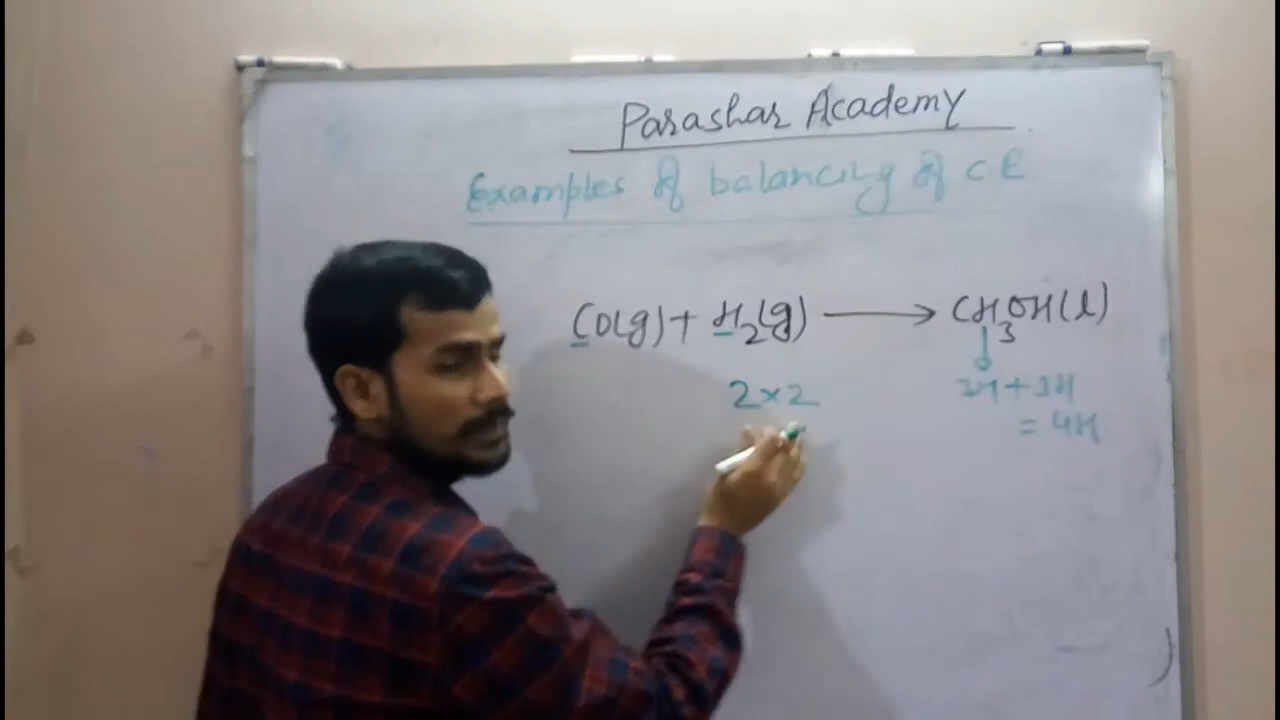 Parashar Academy
Examples of balancing of C E
CO(g) + H₂(g) ⟶ CH₃OH(l)
2 × 2
3H + 1H
= 4H